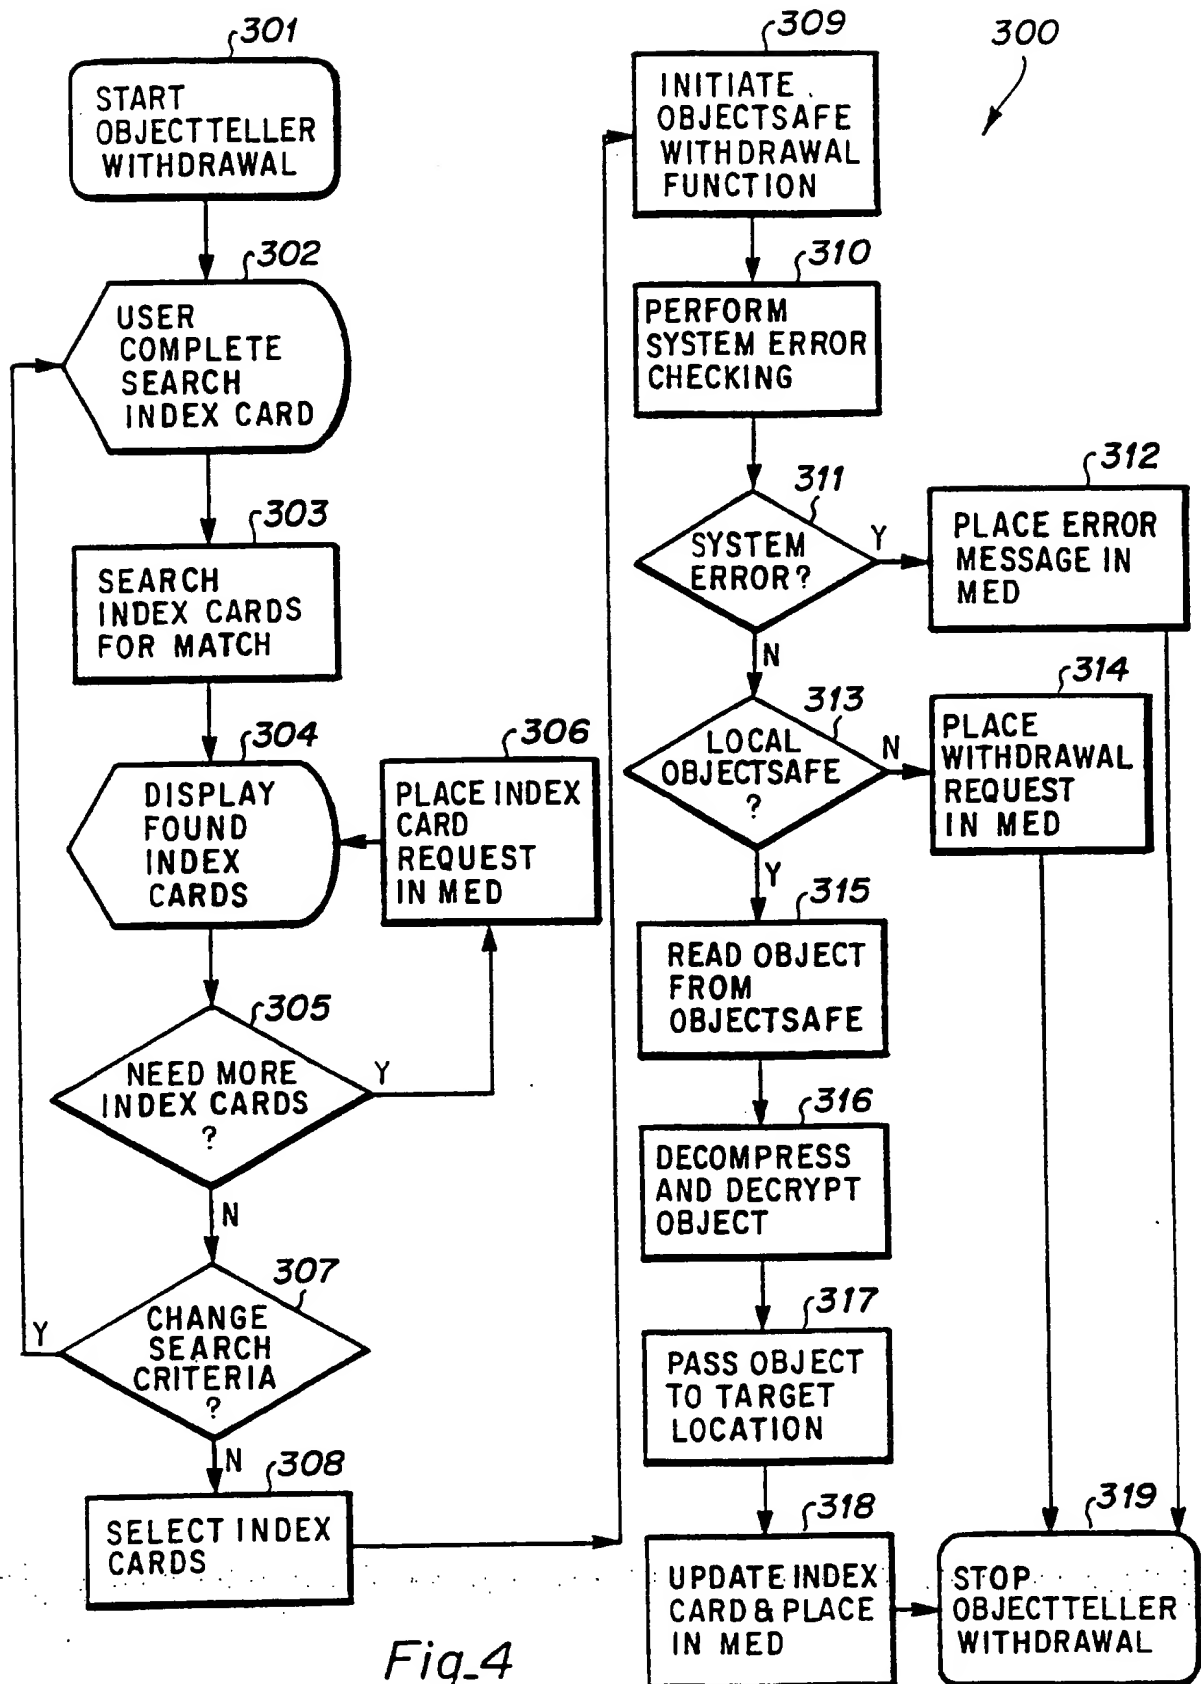 301
START
OBJECTTELLER
WITHDRAWAL
302
USER
COMPLETE
SEARCH
INDEX CARD
303
SEARCH
INDEX CARDS
FOR MATCH
304
DISPLAY
FOUND
INDEX
CARDS
306
PLACE INDEX
CARD
REQUEST
IN MED
305
NEED MORE
INDEX CARDS
?
Y
N
307
CHANGE
SEARCH
CRITERIA
?
Y
N
308
SELECT INDEX
CARDS
300
309
INITIATE
OBJECTSAFE
WITHDRAWAL
FUNCTION
310
PERFORM
SYSTEM ERROR
CHECKING
311
SYSTEM
ERROR?
Y
N
312
PLACE ERROR
MESSAGE IN
MED
313
LOCAL
OBJECTSAFE
?
N
Y
314
PLACE
WITHDRAWAL
REQUEST
IN MED
315
READ OBJECT
FROM
OBJECTSAFE
316
DECOMPRESS
AND DECRYPT
OBJECT
317
PASS OBJECT
TO TARGET
LOCATION
318
UPDATE INDEX
CARD & PLACE
IN MED
319
STOP
OBJECTTELLER
WITHDRAWAL
Fig_4